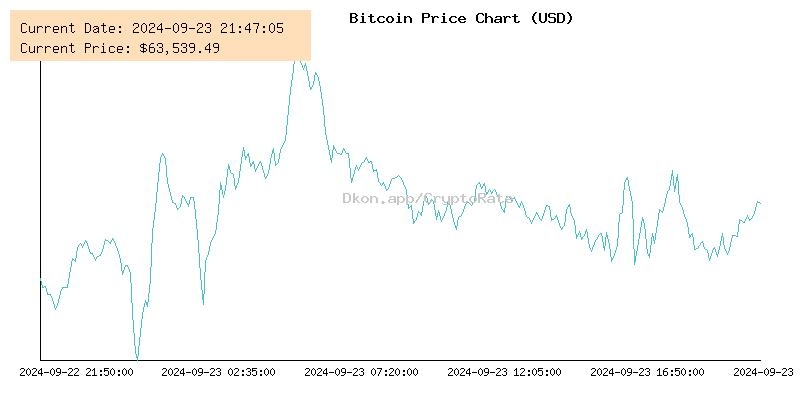 Bitcoin Price Chart (USD)
Current Date: 2024-09-23 21:47:05
Current Price: $63,539.49
Dkon.app/CryptoRate
2024-09-22 21:50:00 2024-09-23 02:35:00 2024-09-23 07:20:00 2024-09-23 12:05:00 2024-09-23 16:50:00 2024-09-23